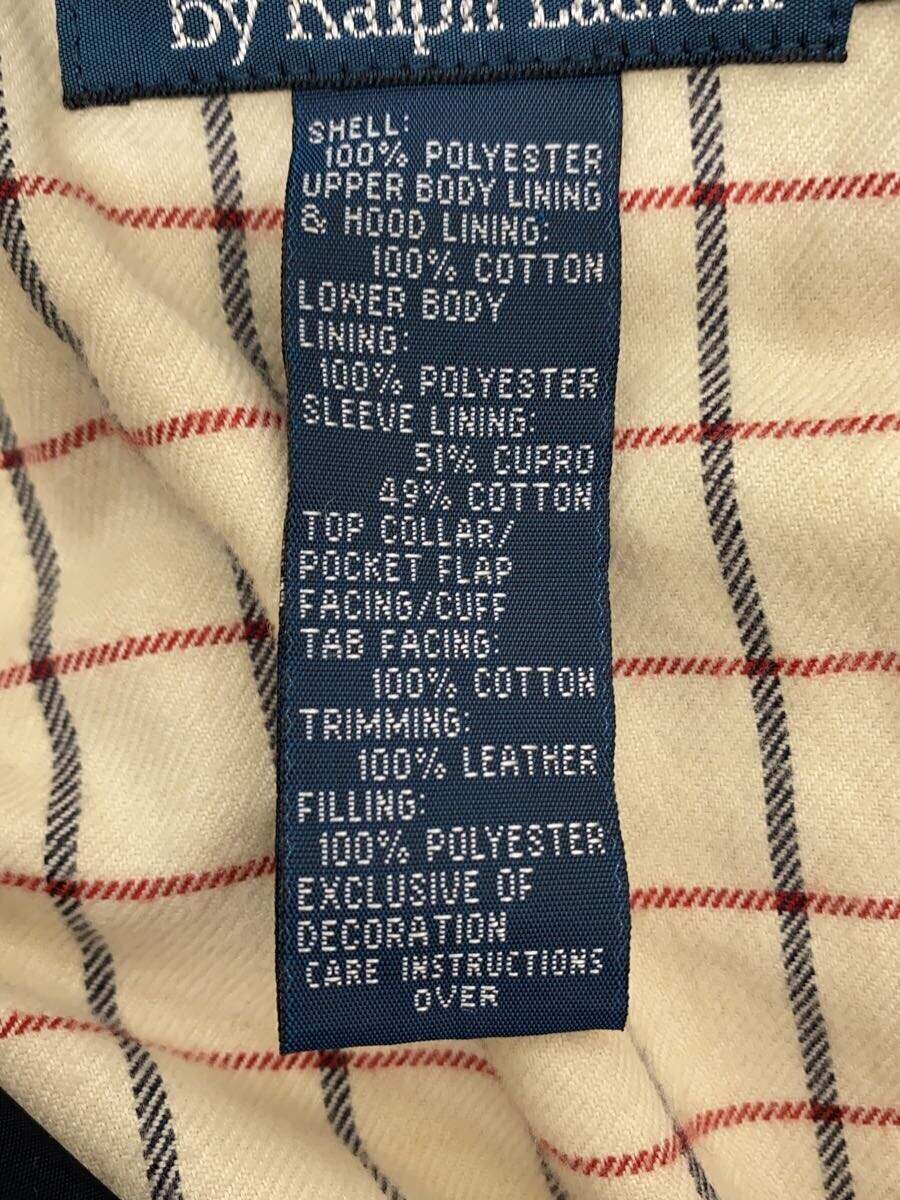 by Ralph Lauren
SHELL:
100% POLYESTER
UPPER BODY LINING
& HOOD LINING:
100% COTTON
LOWER BODY
LINING:
100% POLYESTER
SLEEVE LINING:
51% CUPRO
49% COTTON
TOP COLLAR/
POCKET FLAP
FACING/CUFF
TAB FACING:
100% COTTON
TRIMMING:
100% LEATHER
FILLING:
100% POLYESTER
EXCLUSIVE OF
DECORATION
CARE INSTRUCTIONS
OVER